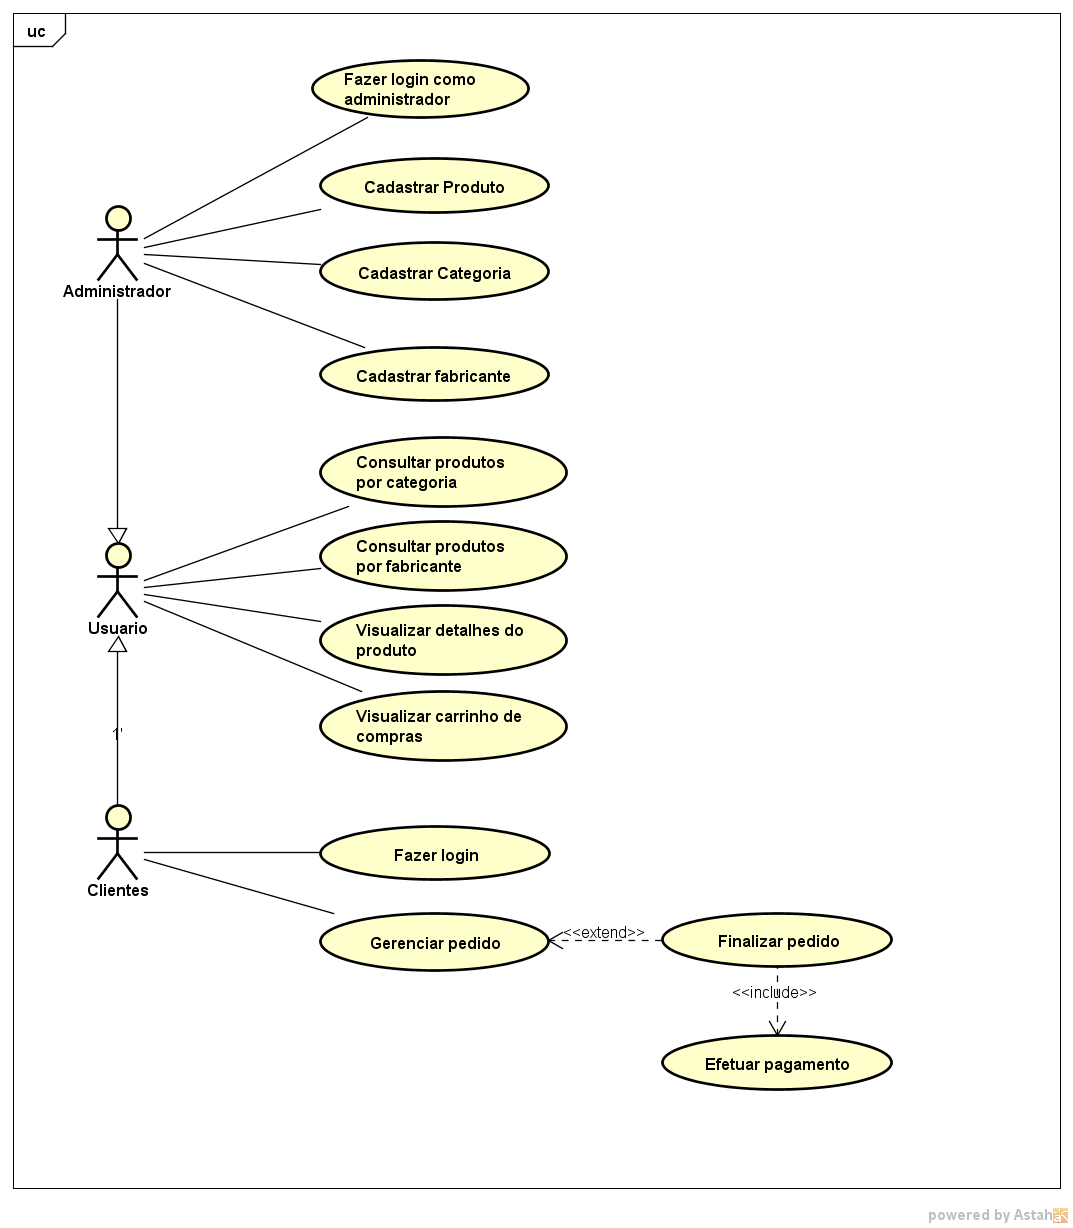 uc
Fazer login como
administrador
Cadastrar Produto
Cadastrar Categoria
Administrador
Cadastrar fabricante
Consultar produtos
por categoria
Consultar produtos
por fabricante
Usuario
Visualizar detalhes do
produto
Visualizar carrinho de
compras
Fazer login
Clientes
Gerenciar pedido
<<extend>>
Finalizar pedido
<<include>>
Efetuar pagamento
powered by Astah